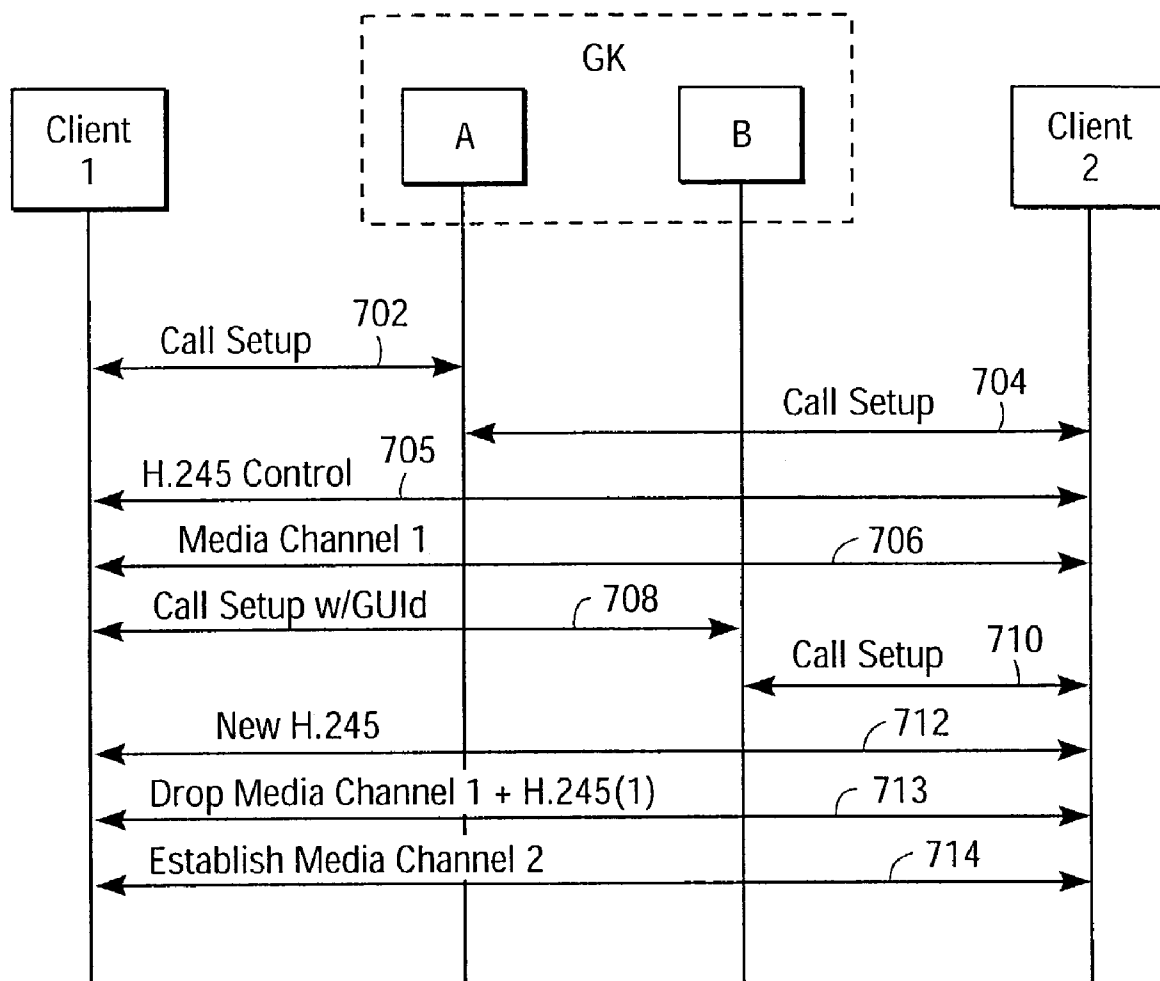 GK
Client
1
A
B
Client
2
702
Call Setup
704
Call Setup
705
H.245 Control
Media Channel 1
706
Call Setup w/GUId
708
710
Call Setup
New H.245
712
Drop Media Channel 1 + H.245(1)
713
Establish Media Channel 2
714